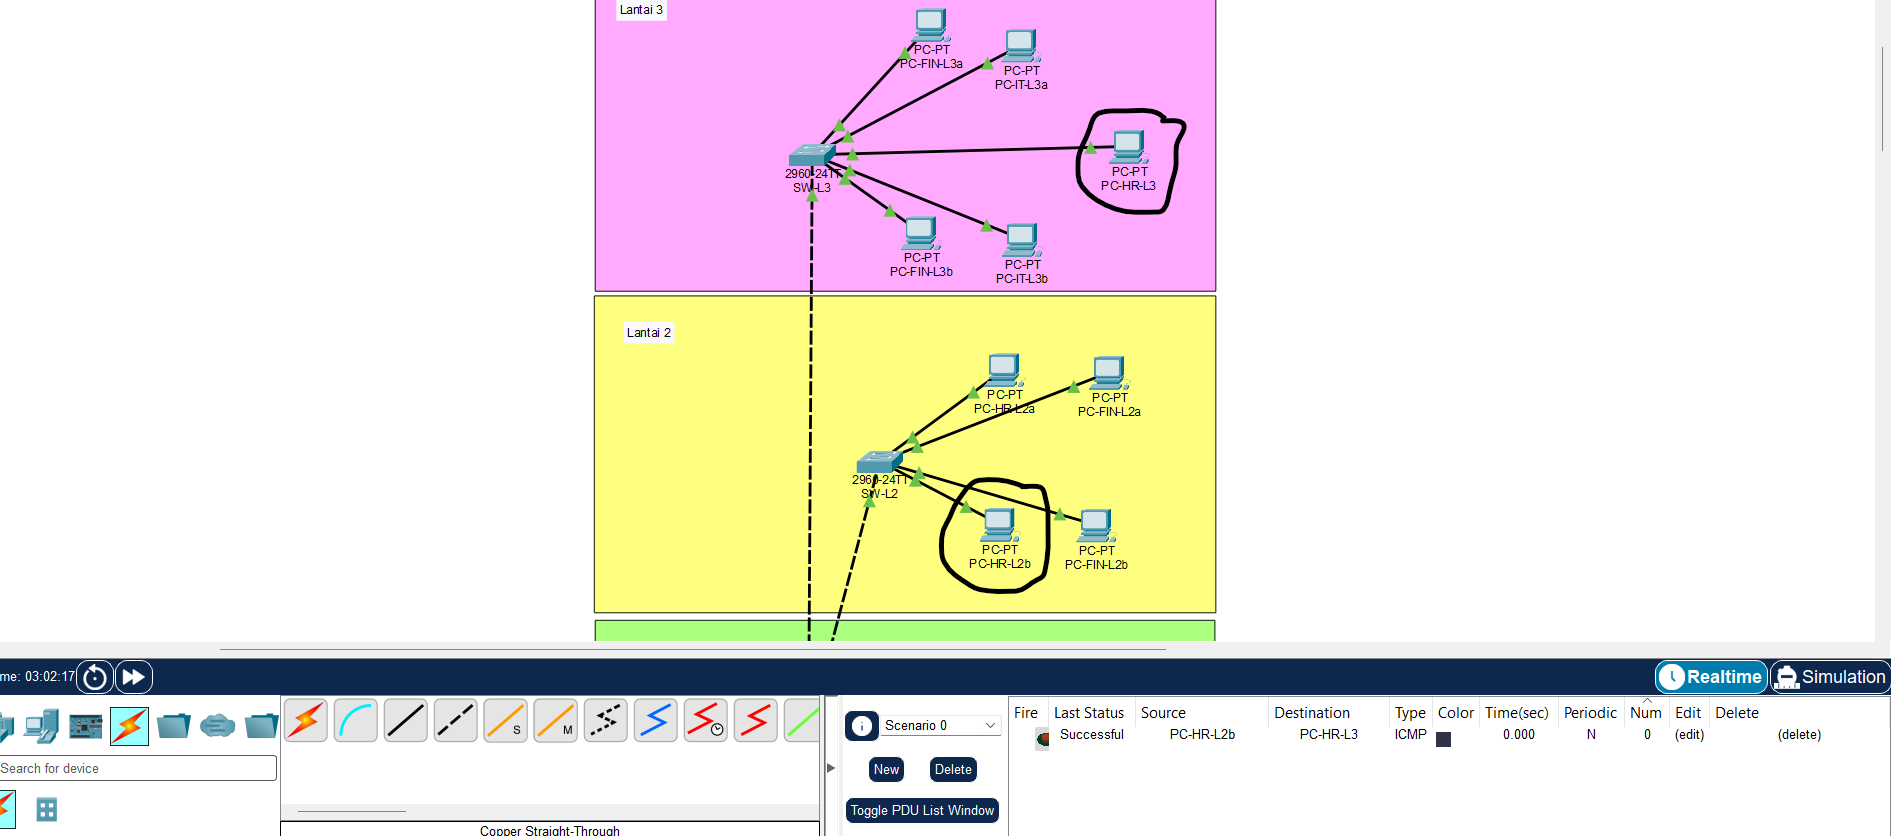 Lantai 3
PC-PT
PC-FIN-L3a
PC-PT
PC-IT-L3a
PC-PT
PC-HR-L3
2960-24TT
SW-L3
PC-PT
PC-FIN-L3b
PC-PT
PC-IT-L3b
Lantai 2
PC-PT
PC-HR-L2a
PC-PT
PC-FIN-L2a
2960-24TT
SW-L2
PC-PT
PC-HR-L2b
PC-PT
PC-FIN-L2b
me: 03:02:17
Realtime
Simulation
S
M
Search for device
Copper Straight-Through
Scenario 0
New
Delete
Toggle PDU List Window
Fire Last Status Source Destination Type Color Time(sec) Periodic Num Edit Delete
Successful PC-HR-L2b PC-HR-L3 ICMP 0.000 N 0 (edit) (delete)